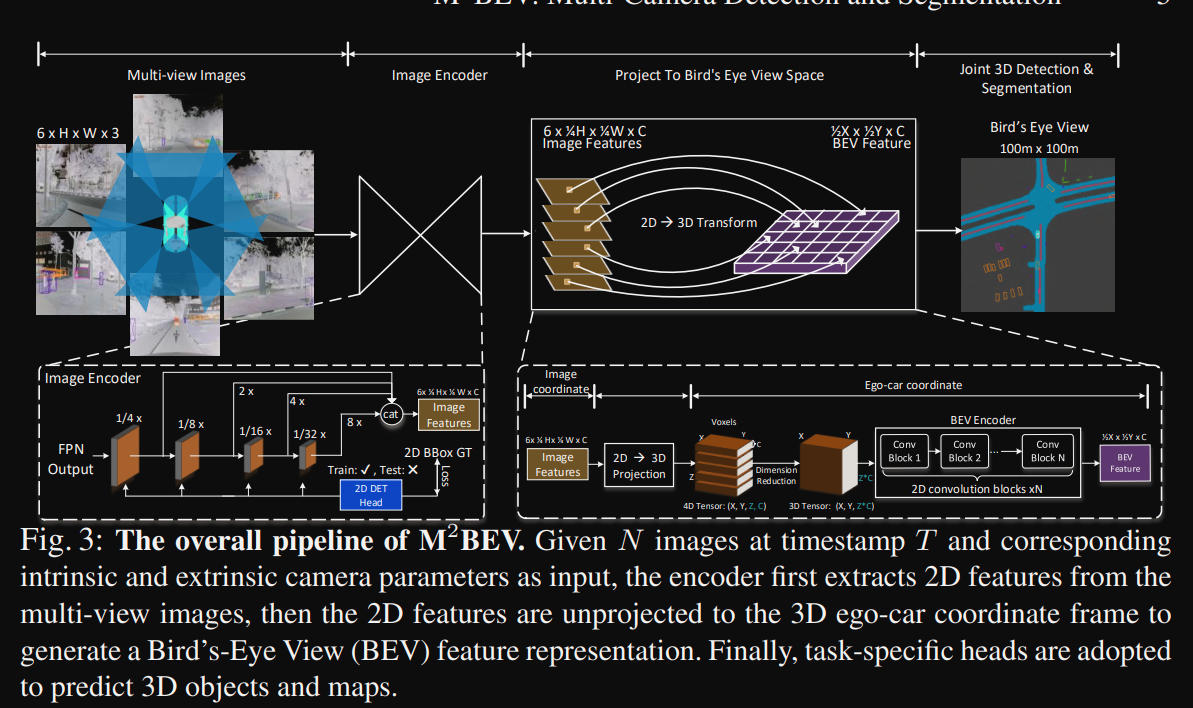 M²BEV: Multi-Camera Detection and Segmentation 5
Multi-view Images
Image Encoder
Project To Bird's Eye View Space
Joint 3D Detection &
Segmentation
6 x H x W x 3
6 x ¼H x ¼W x C
Image Features
½X x ½Y x C
BEV Feature
2D → 3D Transform
Bird's Eye View
100m x 100m
Image Encoder
FPN
Output
1/4 x
1/8 x
1/16 x
1/32 x
2 x
4 x
8 x
cat
6x ¼ Hx ¼ W x C
Image
Features
2D BBox GT
Train: ✓ , Test: ✕
Loss
2D DET
Head
Image
coordinate
Ego-car coordinate
6x ¼ Hx ¼ W x C
Image
Features
2D → 3D
Projection
Voxels
X
Y
C
Z
4D Tensor: (X, Y, Z, C)
Dimension
Reduction
X
Y
Z*C
3D Tensor: (X, Y, Z*C)
BEV Encoder
Conv
Block 1
Conv
Block 2
...
Conv
Block N
2D convolution blocks xN
½X x ½Y x C
BEV
Feature
Fig. 3: The overall pipeline of M²BEV. Given N images at timestamp T and corresponding
intrinsic and extrinsic camera parameters as input, the encoder first extracts 2D features from the
multi-view images, then the 2D features are unprojected to the 3D ego-car coordinate frame to
generate a Bird's-Eye View (BEV) feature representation. Finally, task-specific heads are adopted
to predict 3D objects and maps.